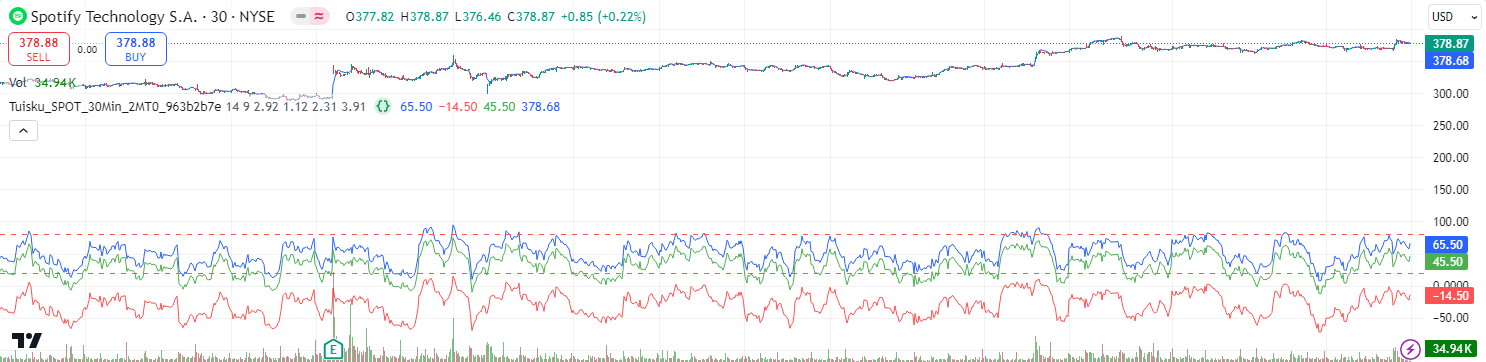 Spotify Technology S.A. · 30 · NYSE O377.82 H378.87 L376.46 C378.87 +0.85 (+0.22%)
USD
378.88 SELL
0.00
378.88 BUY
378.87
378.68
Vol 34.94K
300.00
Tuisku_SPOT_30Min_2MT0_963b2b7e 14 9 2.92 1.12 2.31 3.91 {} 65.50 −14.50 45.50 378.68
250.00
200.00
150.00
100.00
65.50
45.50
0.0000
−14.50
−50.00
E
34.94K